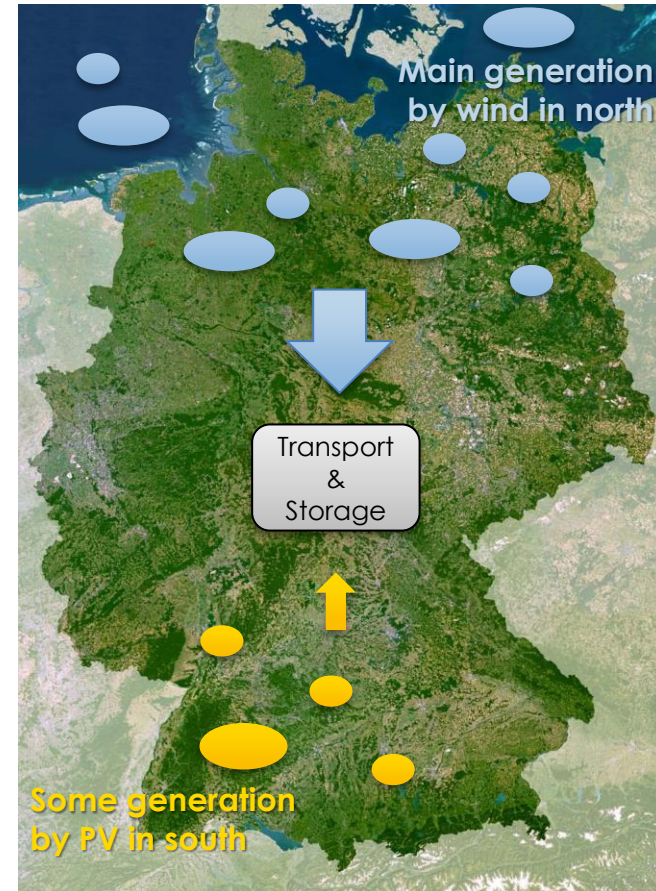 Main generation
by wind in north
Transport
&
Storage
Some generation
by PV in south